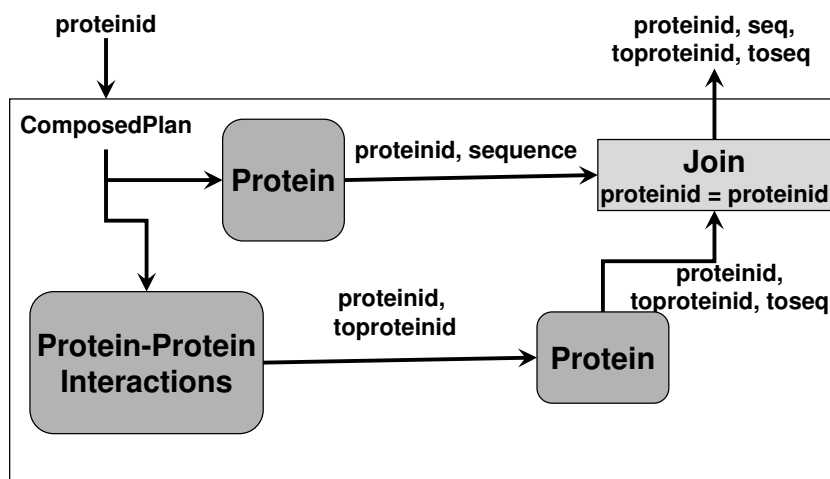 proteinid
proteinid, seq,
toproteinid, toseq
ComposedPlan
Protein
proteinid, sequence
Join
proteinid = proteinid
Protein-Protein
Interactions
proteinid,
toproteinid
Protein
proteinid,
toproteinid, toseq